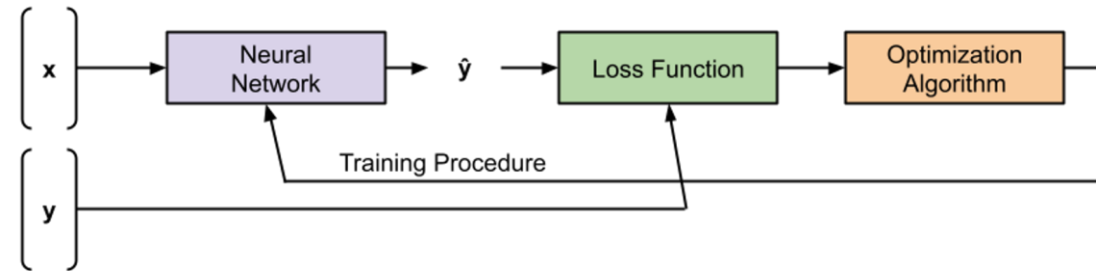 x
Neural
Network
ŷ
Loss Function
Optimization
Algorithm
Training Procedure
y